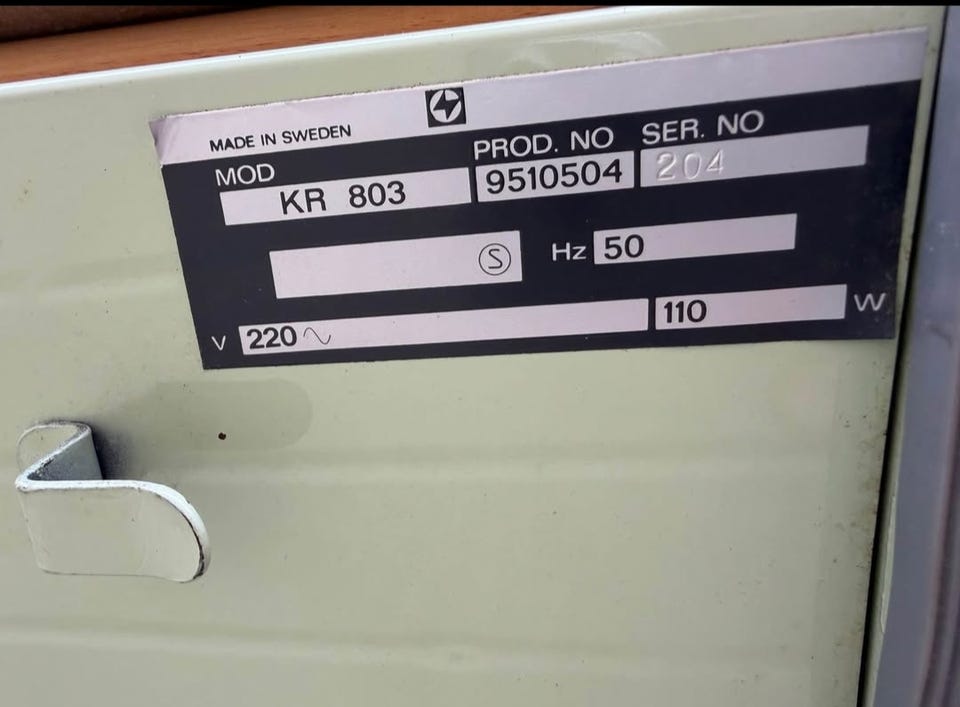 MADE IN SWEDEN
MOD PROD. NO SER. NO
KR 803 9510504 204
S Hz 50
V 220 ~ 110 W